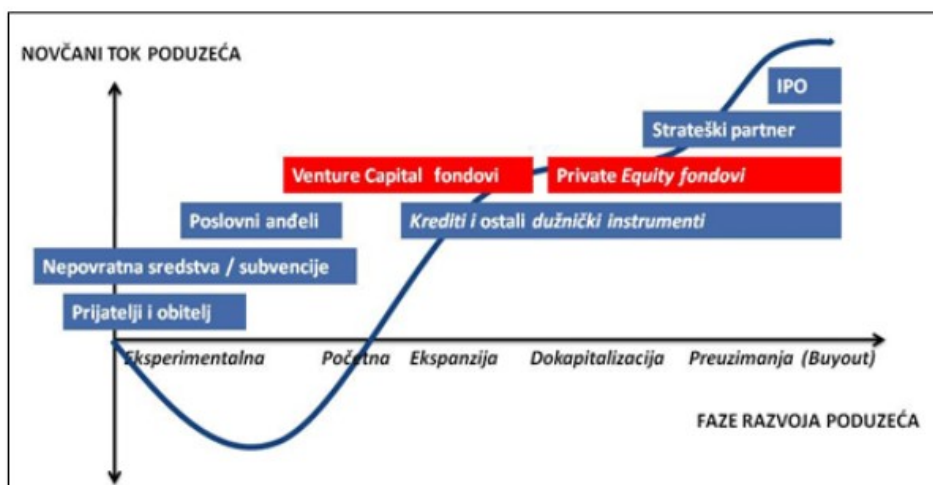 NOVČANI TOK PODUZEĆA
IPO
Strateški partner
Venture Capital fondovi
Private Equity fondovi
Poslovni anđeli
Krediti i ostali dužnički instrumenti
Nepovratna sredstva / subvencije
Prijatelji i obitelj
Eksperimentalna
Početna
Ekspanzija
Dokapitalizacija
Preuzimanja (Buyout)
FAZE RAZVOJA PODUZEĆA